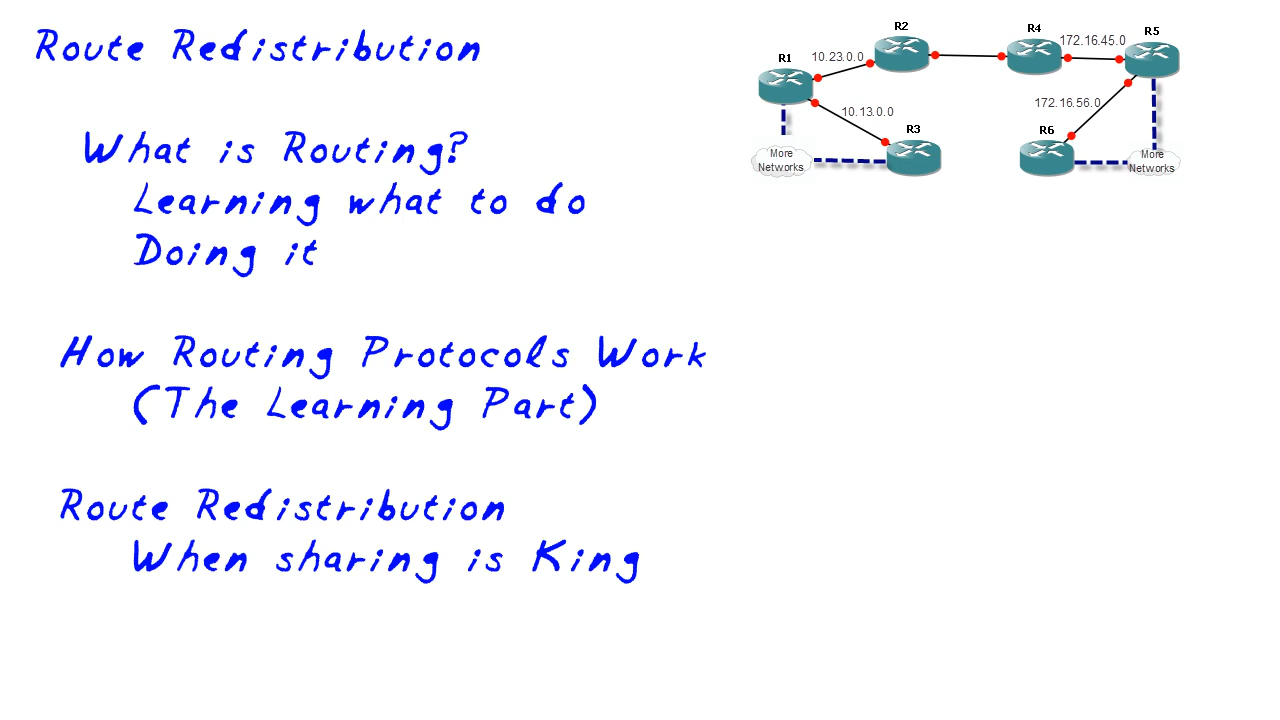 Route Redistribution
What is Routing?
Learning what to do
Doing it
How Routing Protocols Work
(The Learning Part)
Route Redistribution
When sharing is King
R1
10.23.0.0
R2
R4
172.16.45.0
R5
10.13.0.0
R3
172.16.56.0
R6
More
Networks
More
Networks